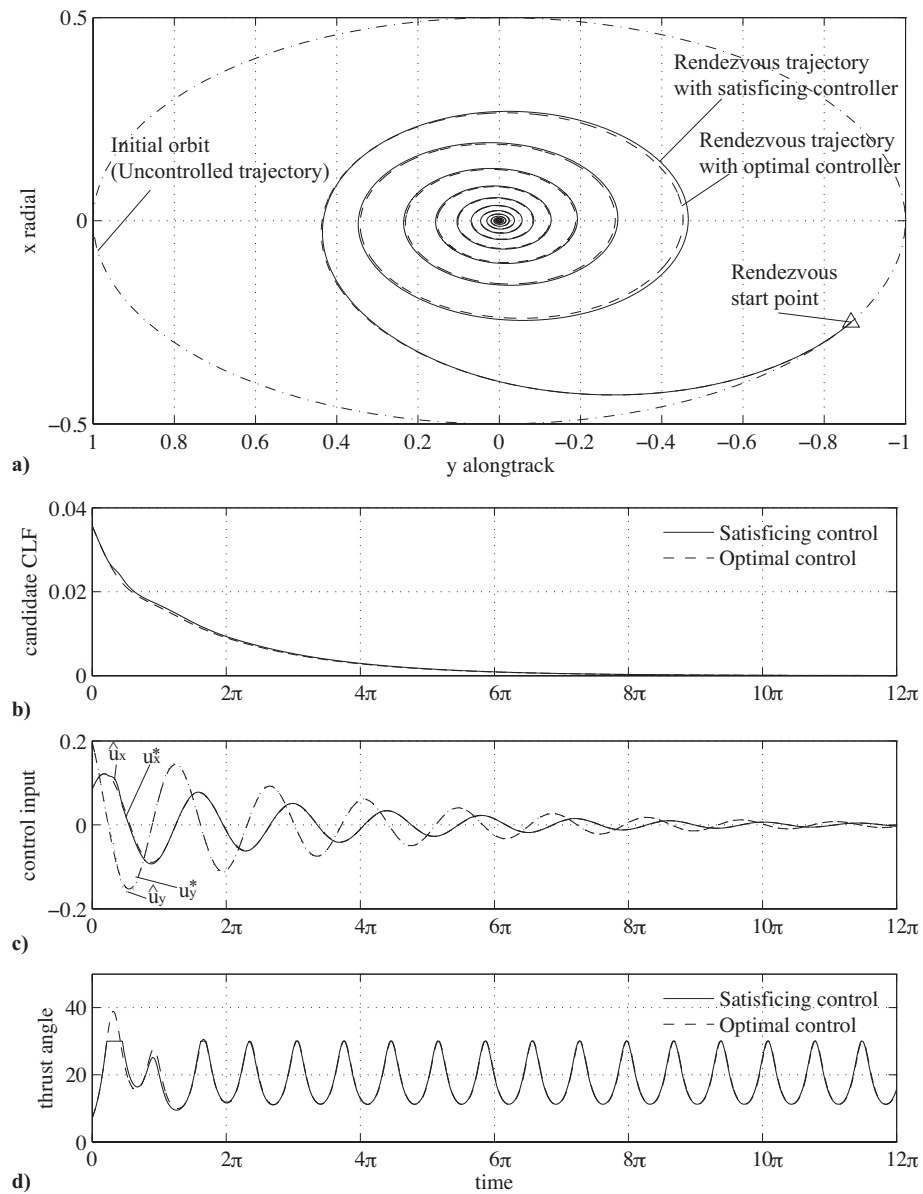 0.5
Rendezvous trajectory
with satisficing controller
Initial orbit
(Uncontrolled trajectory)
Rendezvous trajectory
with optimal controller
x radial
0
Rendezvous
start point
−0.5
1 0.8 0.6 0.4 0.2 0 −0.2 −0.4 −0.6 −0.8 −1
y alongtrack
a)
0.04
candidate CLF
Satisficing control
Optimal control
0.02
0
0 2π 4π 6π 8π 10π 12π
b)
0.2
ûx u*x
control input
0
ûy u*y
−0.2
0 2π 4π 6π 8π 10π 12π
c)
thrust angle
40
Satisficing control
Optimal control
20
0
0 2π 4π 6π 8π 10π 12π
time
d)